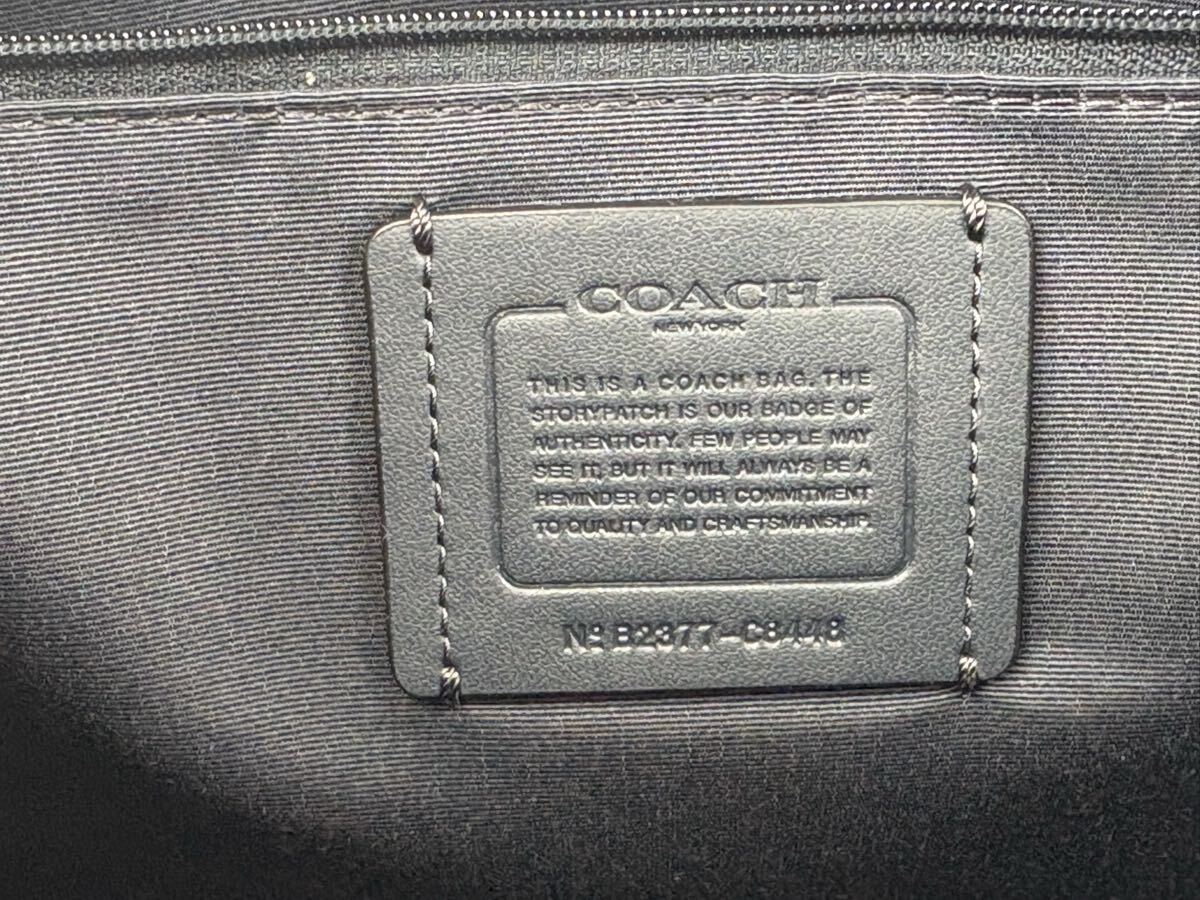 COACH
NEW YORK
THIS IS A COACH BAG. THE
STORYPATCH IS OUR BADGE OF
AUTHENTICITY. FEW PEOPLE MAY
SEE IT, BUT IT WILL ALWAYS BE A
REMINDER OF OUR COMMITMENT
TO QUALITY AND CRAFTSMANSHIP.
Nº B2377-C8448